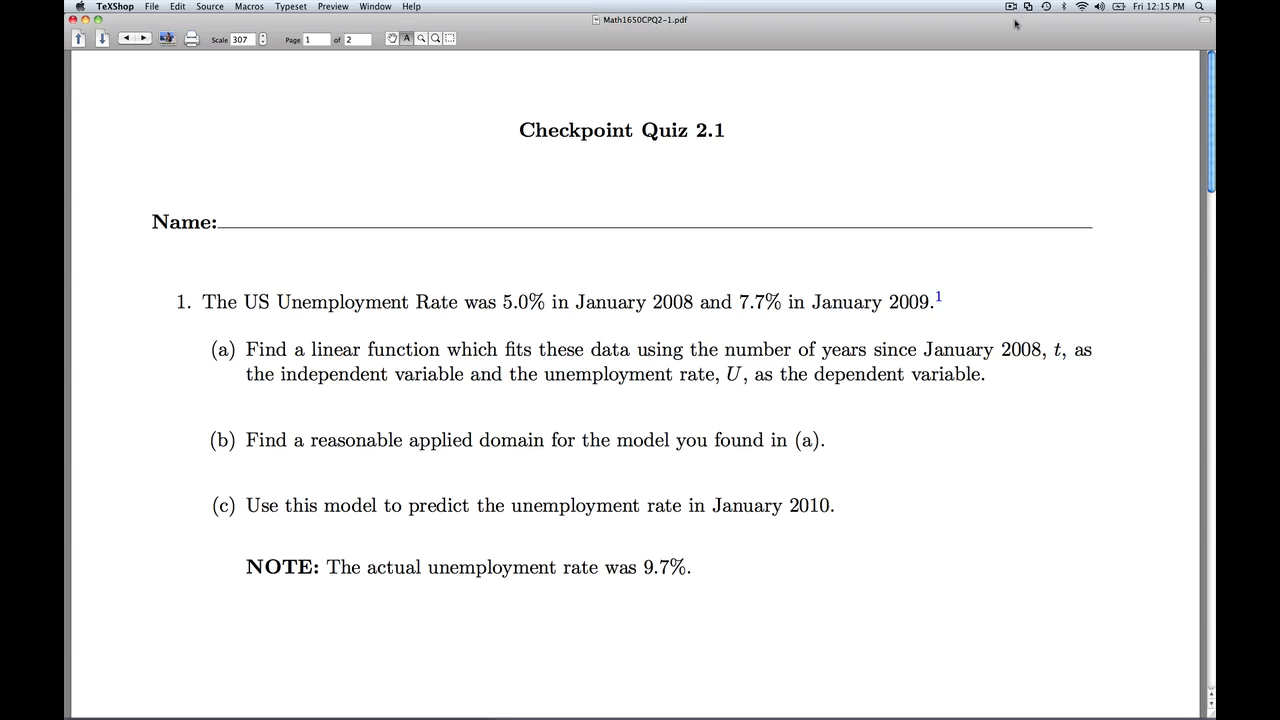 TeXShop File Edit Source Macros Typeset Preview Window Help Fri 12:15 PM
Math1650CPQ2-1.pdf
Scale 307 Page 1 of 2 A
Checkpoint Quiz 2.1
Name:
1. The US Unemployment Rate was 5.0% in January 2008 and 7.7% in January 2009.1
(a) Find a linear function which fits these data using the number of years since January 2008, t, as
the independent variable and the unemployment rate, U, as the dependent variable.
(b) Find a reasonable applied domain for the model you found in (a).
(c) Use this model to predict the unemployment rate in January 2010.
NOTE: The actual unemployment rate was 9.7%.